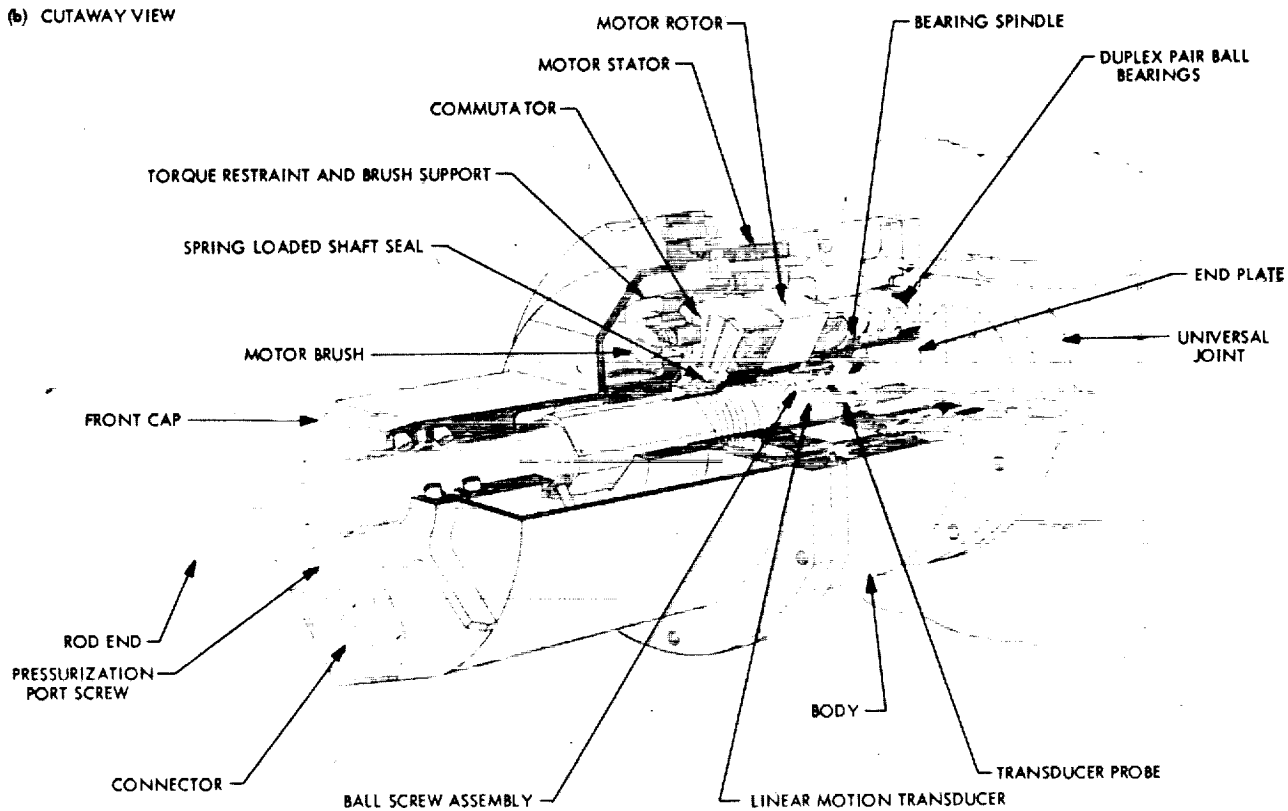 (b) CUTAWAY VIEW
MOTOR ROTOR
BEARING SPINDLE
MOTOR STATOR
DUPLEX PAIR BALL
BEARINGS
COMMUTATOR
TORQUE RESTRAINT AND BRUSH SUPPORT
SPRING LOADED SHAFT SEAL
END PLATE
MOTOR BRUSH
UNIVERSAL
JOINT
FRONT CAP
ROD END
PRESSURIZATION
PORT SCREW
BODY
CONNECTOR
TRANSDUCER PROBE
BALL SCREW ASSEMBLY
LINEAR MOTION TRANSDUCER